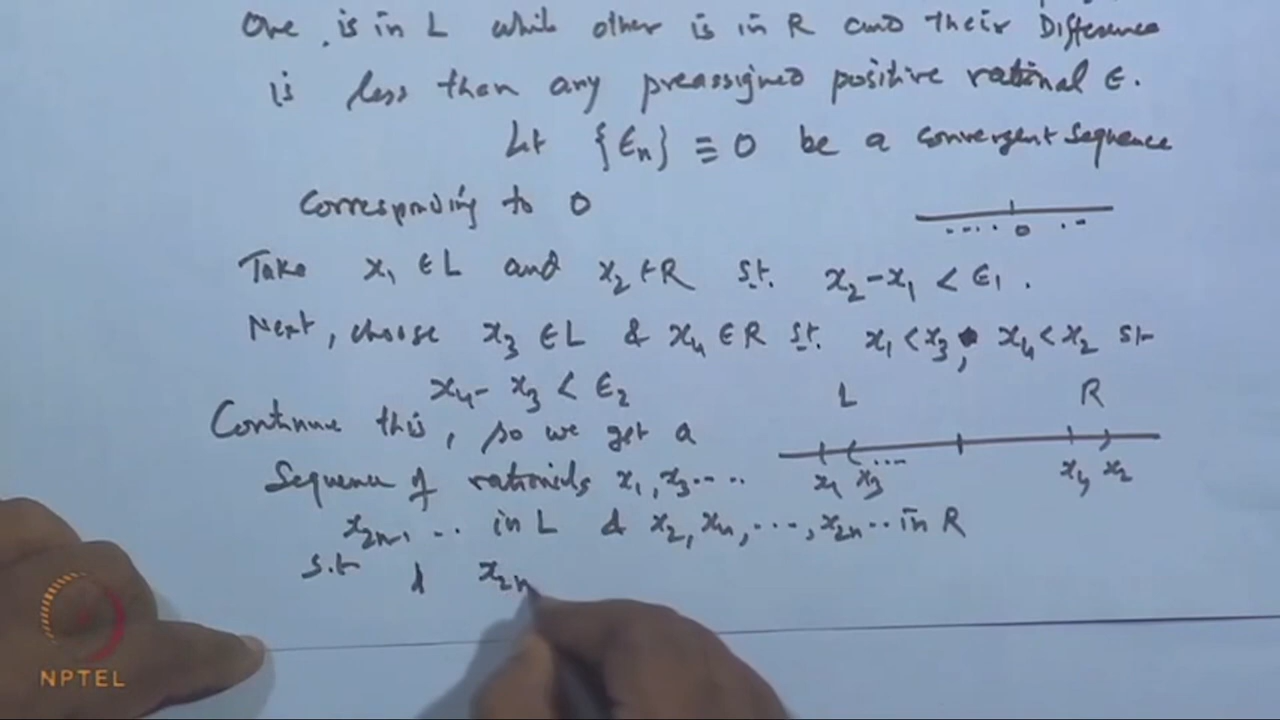 One is in L while other is in R and their Difference
is less than any preassigned positive rational ϵ.
Let {ϵn} ≡ 0 be a convergent sequence
Corresponding to 0
.... 0 ..
Take x1 ∈ L and x2 ∈ R s.t. x2-x1 < ϵ1.
Next, choose x3 ∈ L & x4 ∈ R s.t. x1 < x3, x4 < x2 s.t
x4- x3 < ϵ2
L R
Continue this, so we get a
x1 x3 .... x4 x2
Sequence of rationals x1, x3....
x2n-1 ... in L & x2, x4, ..., x2n.. in R
s.t & x2n
NPTEL